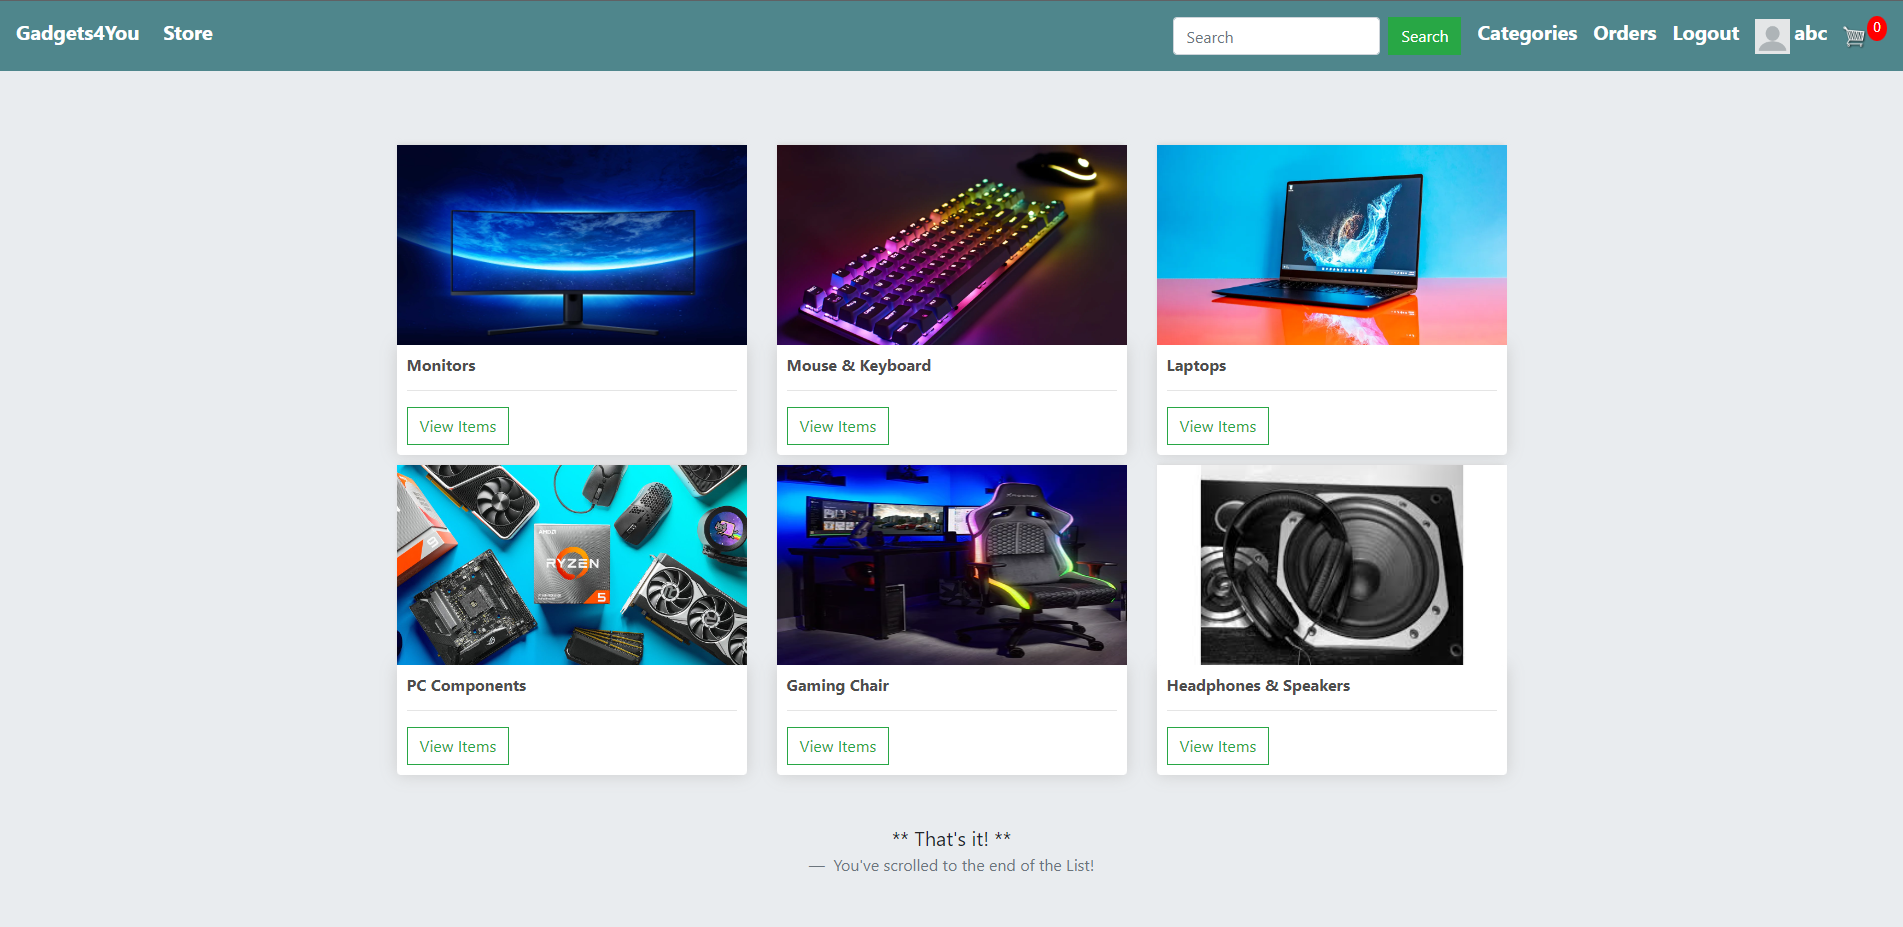 Gadgets4You Store Search Search Categories Orders Logout abc 0
Monitors
Mouse & Keyboard
Laptops
View Items
View Items
View Items
AMD
RYZEN
5
PC Components
Gaming Chair
Headphones & Speakers
View Items
View Items
View Items
** That's it! **
— You've scrolled to the end of the List!